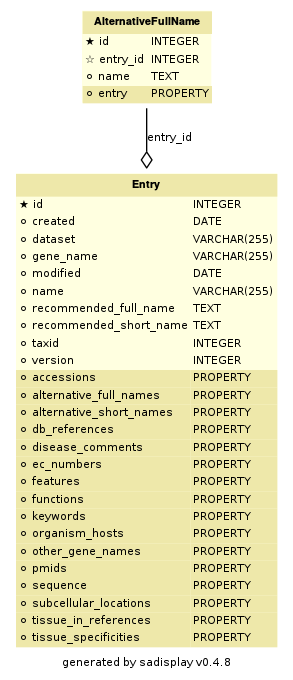 AlternativeFullName
★ id INTEGER
☆ entry_id INTEGER
name TEXT
entry PROPERTY
entry_id
Entry
★ id INTEGER
created DATE
dataset VARCHAR(255)
gene_name VARCHAR(255)
modified DATE
name VARCHAR(255)
recommended_full_name TEXT
recommended_short_name TEXT
taxid INTEGER
version INTEGER
accessions PROPERTY
alternative_full_names PROPERTY
alternative_short_names PROPERTY
db_references PROPERTY
disease_comments PROPERTY
ec_numbers PROPERTY
features PROPERTY
functions PROPERTY
keywords PROPERTY
organism_hosts PROPERTY
other_gene_names PROPERTY
pmids PROPERTY
sequence PROPERTY
subcellular_locations PROPERTY
tissue_in_references PROPERTY
tissue_specificities PROPERTY
generated by sadisplay v0.4.8